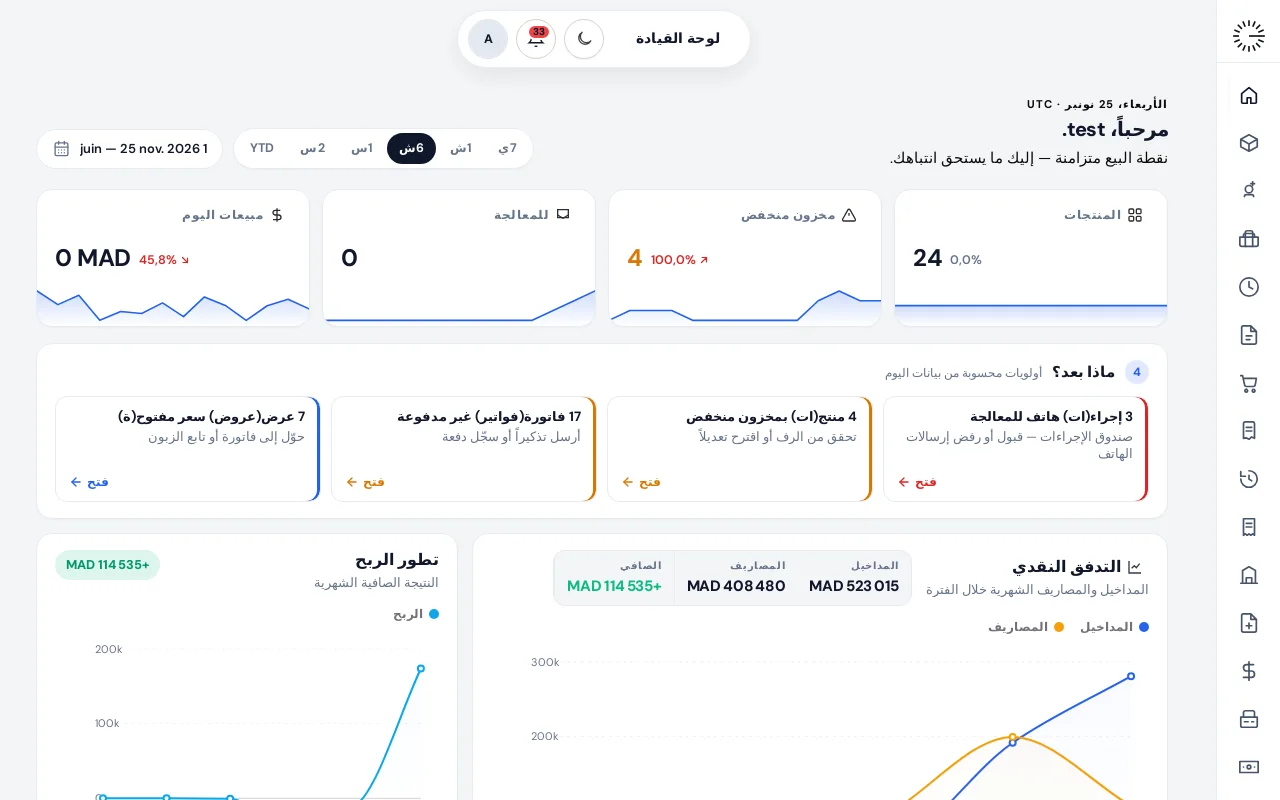 لوحة القيادة
33
A
الأربعاء، 25 نونبر · UTC
مرحباً، test.
نقطة البيع متزامنة — إليك ما يستحق انتباهك.
7ي
1ش
6ش
1س
2س
YTD
1 juin — 25 nov. 2026
المنتجات
24 0,0%
مخزون منخفض
4 100,0%
للمعالجة
0
مبيعات اليوم
0 MAD 45,8%
4 ماذا بعد؟ أولويات محسوبة من بيانات اليوم
3 إجراء(ات) هاتف للمعالجة
صندوق الإجراءات — قبول أو رفض إرسالات
الهاتف
فتح
4 منتج(ات) بمخزون منخفض
تحقق من الرف أو اقترح تعديلاً
فتح
17 فاتورة(فواتير) غير مدفوعة
أرسل تذكيراً أو سجّل دفعة
فتح
7 عرض(عروض) سعر مفتوح(ة)
حوّل إلى فاتورة أو تابع الزبون
فتح
التدفق النقدي
المداخيل والمصاريف الشهرية خلال الفترة
المداخيل
523 015 MAD
المصاريف
408 480 MAD
الصافي
+114 535 MAD
المداخيل
المصاريف
300k
200k
تطور الربح
النتيجة الصافية الشهرية
+114 535 MAD
الربح
200k
100k
0